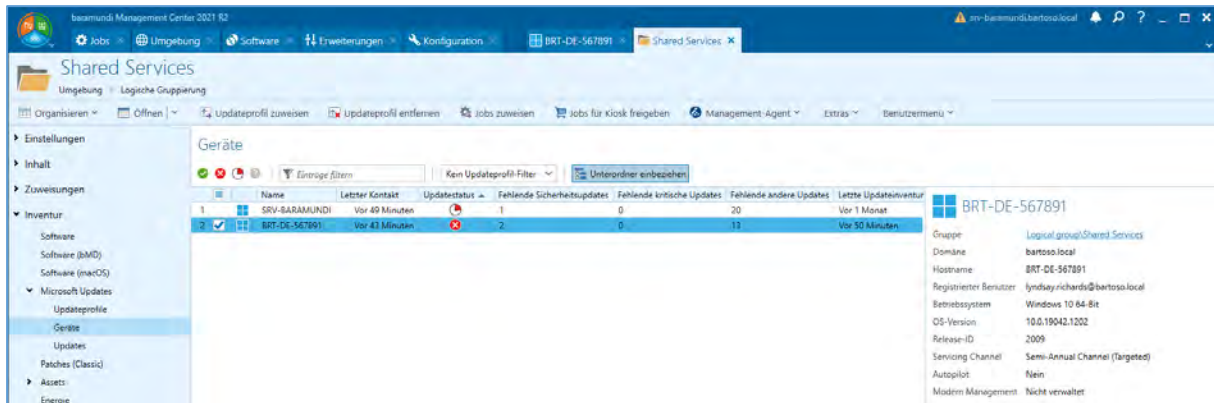 baramundi Management Center 2021 R2
srv-baramundi.bartoso.local
Jobs Umgebung Software Erweiterungen Konfiguration BRT-DE-567891 Shared Services
Shared Services
Umgebung Logische Gruppierung
Organisieren Öffnen Updateprofil zuweisen Updateprofil entfernen Jobs zuweisen Jobs für Kiosk freigeben Management-Agent Extras Benutzermenü
Einstellungen
Inhalt
Zuweisungen
Inventur
Software
Software (bMD)
Software (macOS)
Microsoft Updates
Updateprofile
Geräte
Updates
Patches (Classic)
Assets
Energie
Geräte
Einträge filtern Kein Updateprofil-Filter Unterordner einbeziehen
Name Letzter Kontakt Updatestatus Fehlende Sicherheitsupdates Fehlende kritische Updates Fehlende andere Updates Letzte Updateinventur
1 SRV-BARAMUNDI Vor 49 Minuten 1 0 20 Vor 1 Monat
2 BRT-DE-567891 Vor 43 Minuten 2 0 13 Vor 50 Minuten
BRT-DE-567891
Gruppe Logical group\Shared Services
Domäne bartoso.local
Hostname BRT-DE-567891
Registrierter Benutzer lyndsay.richards@bartoso.local
Betriebssystem Windows 10 64-Bit
OS-Version 10.0.19042.1202
Release-ID 2009
Servicing Channel Semi-Annual Channel (Targeted)
Autopilot Nein
Modern Management Nicht verwaltet